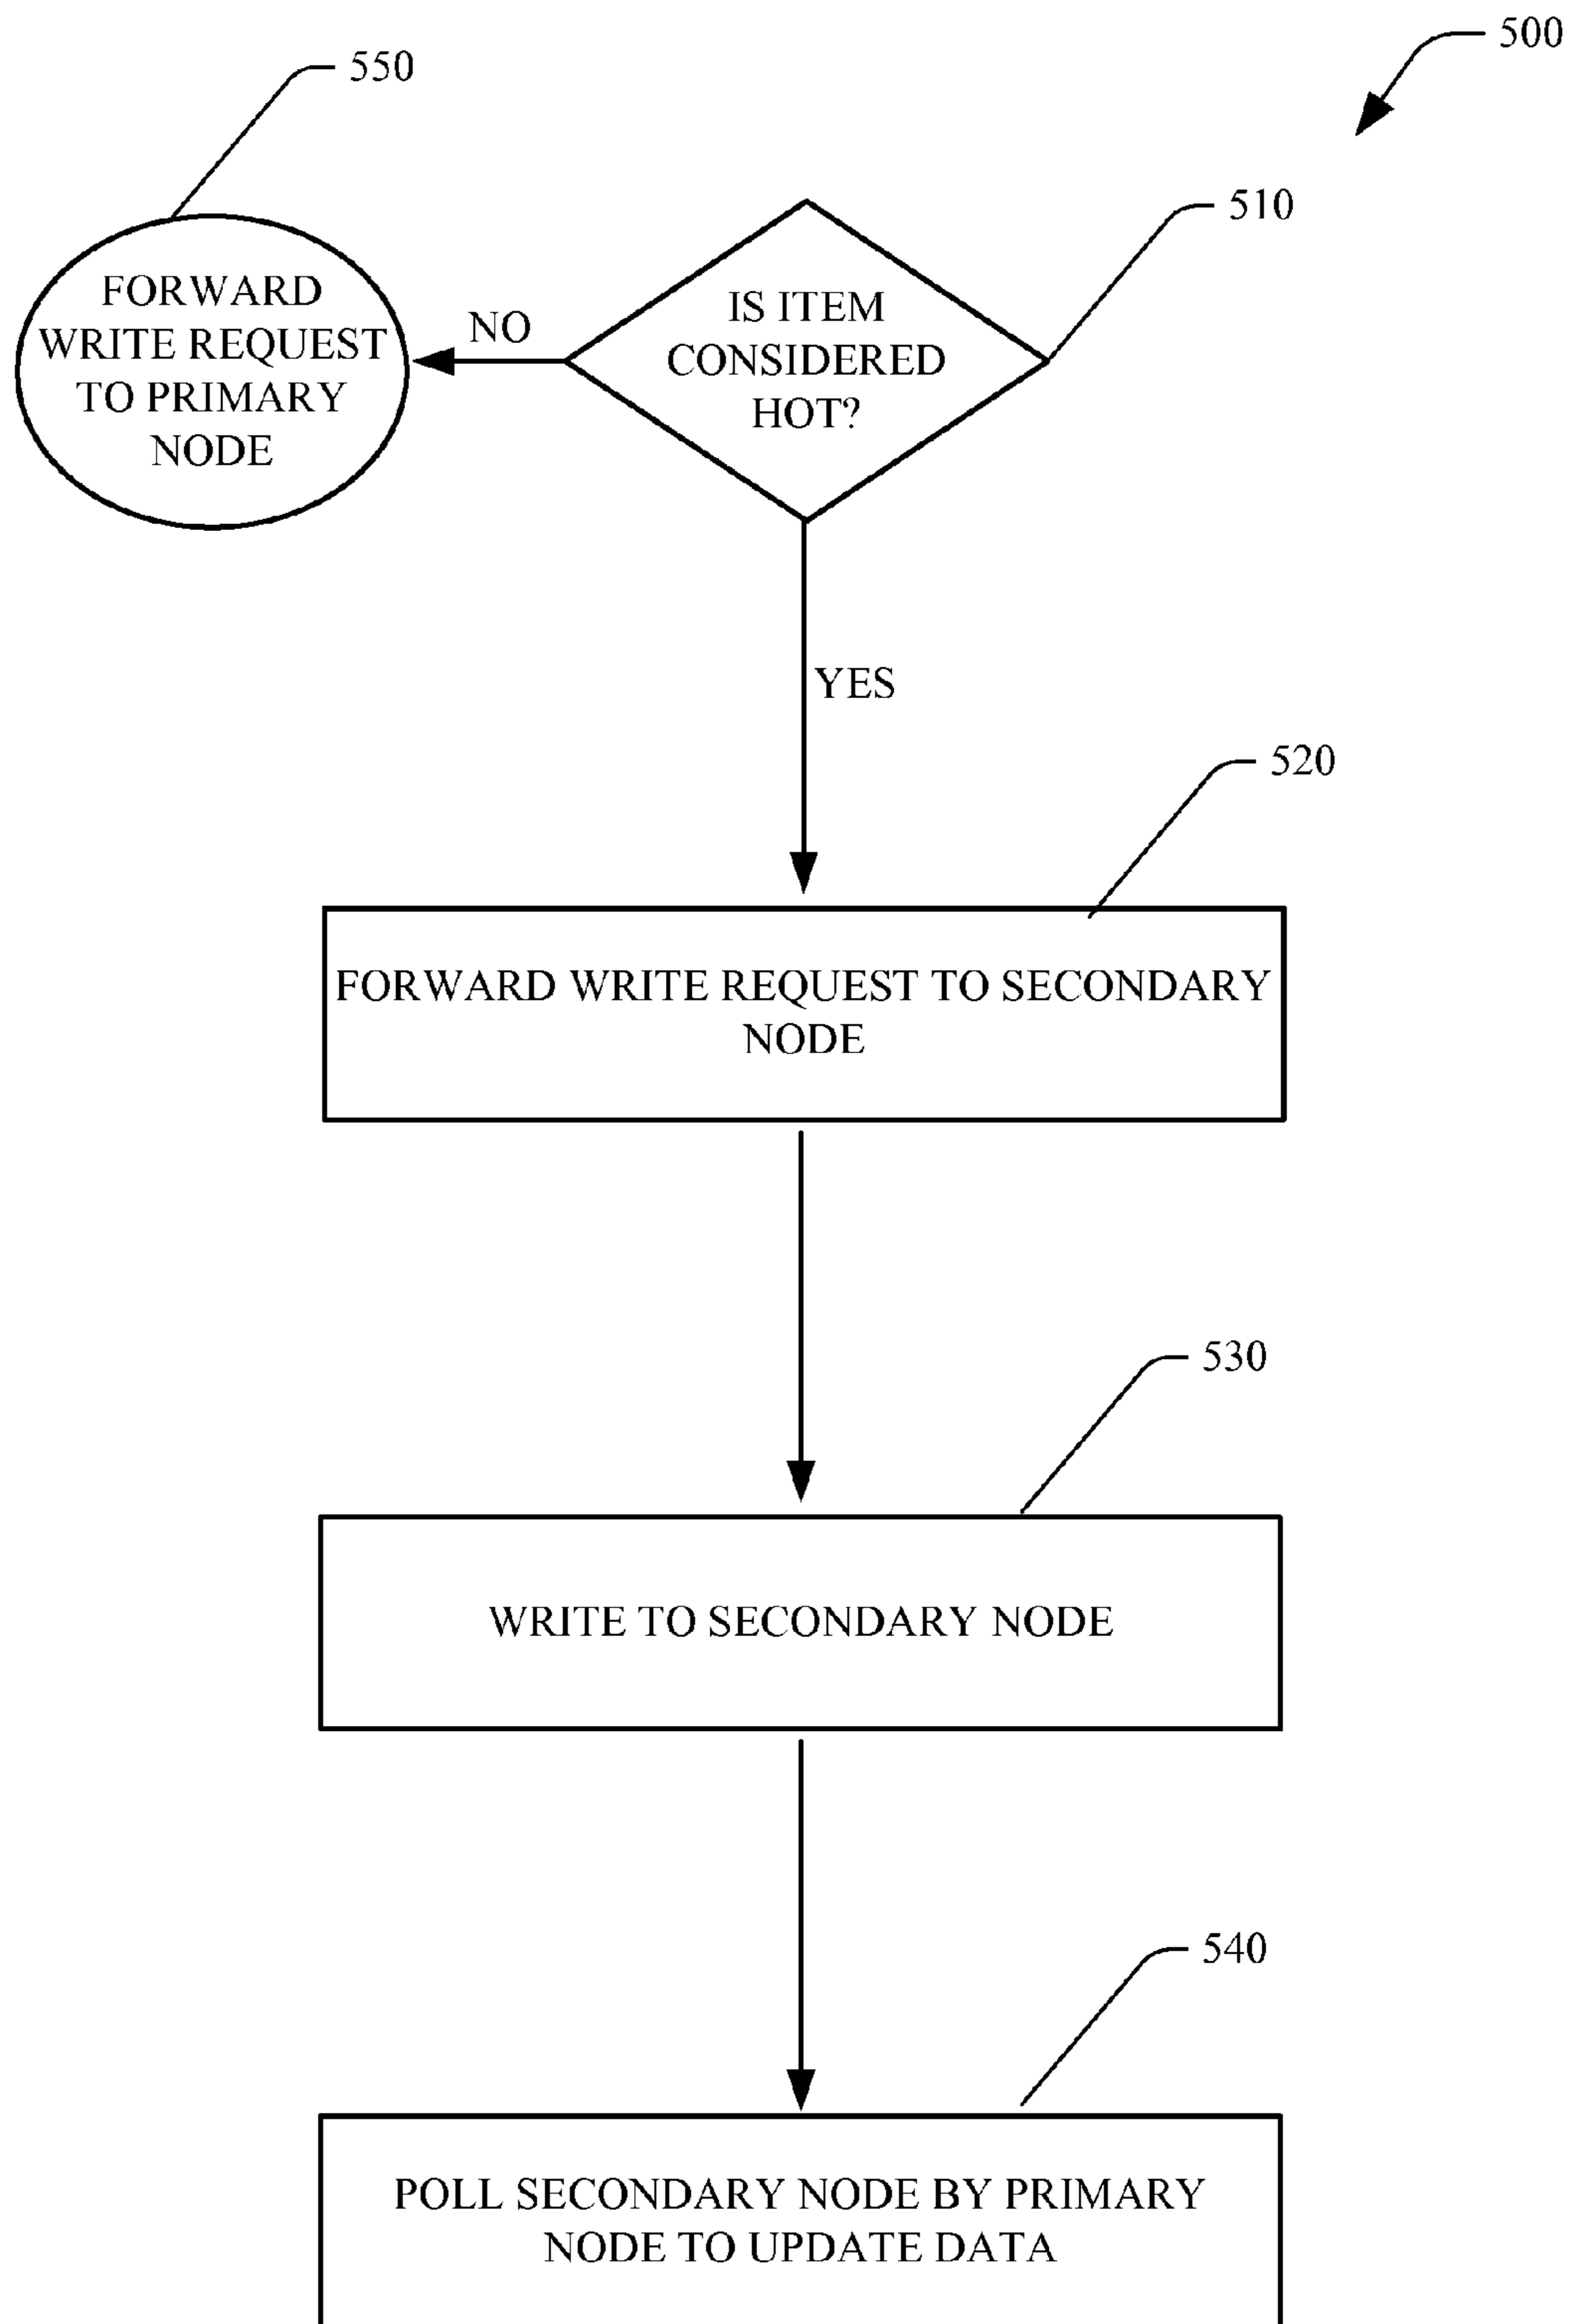 500
550
510
FORWARD
WRITE REQUEST
TO PRIMARY
NODE
NO
IS ITEM
CONSIDERED
HOT?
YES
520
FORWARD WRITE REQUEST TO SECONDARY
NODE
530
WRITE TO SECONDARY NODE
540
POLL SECONDARY NODE BY PRIMARY
NODE TO UPDATE DATA